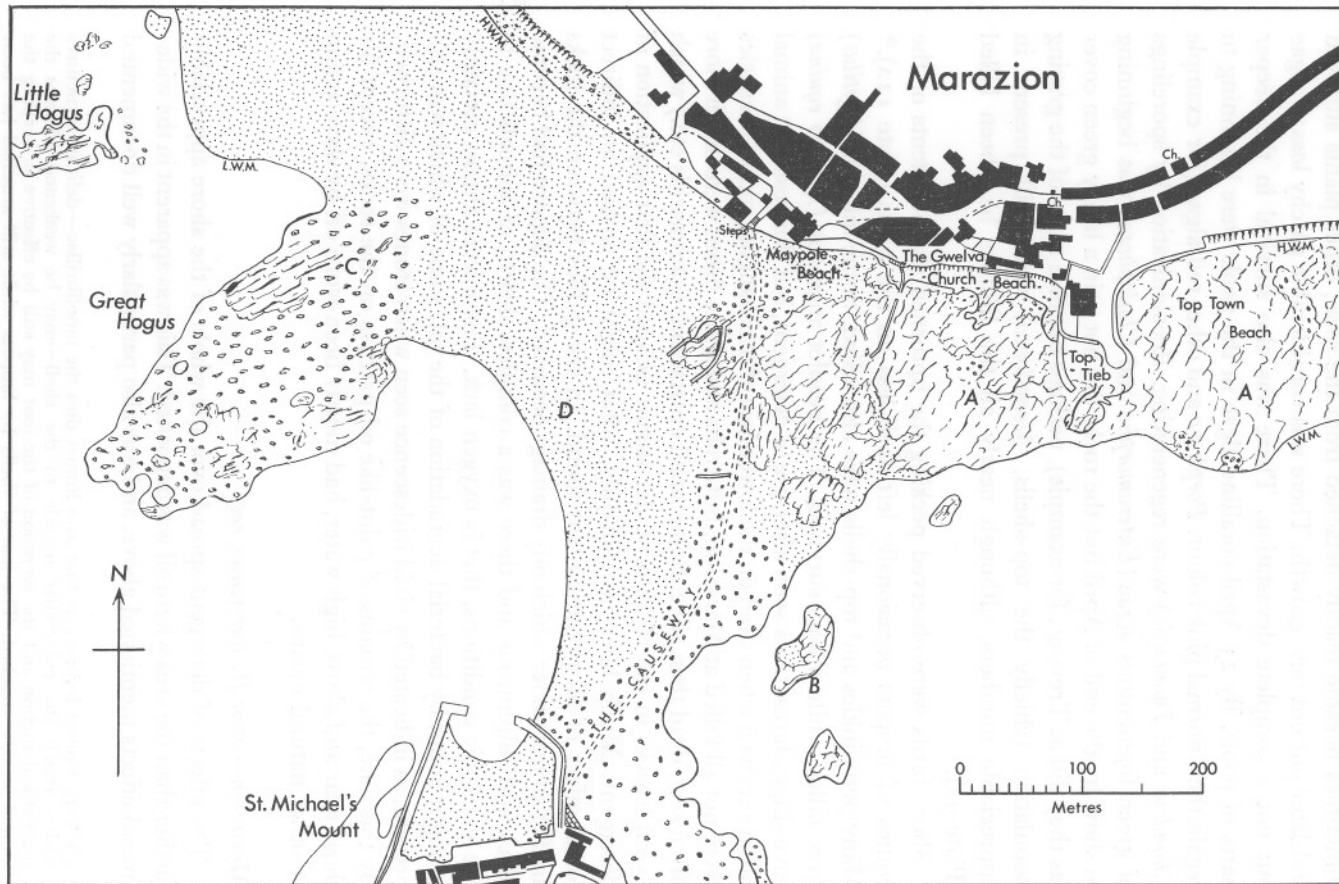 H.W.M.
Marazion
Little
Hogus
L.W.M.
Ch.
Ch.
Steps
Maypole
Beach
The Gwelva
Church Beach
H.W.M.
Top Town
Beach
C
Great
Hogus
Top
Tieb
A
A
D
L.W.M.
N
THE CAUSEWAY
B
0 100 200
Metres
St. Michael's
Mount